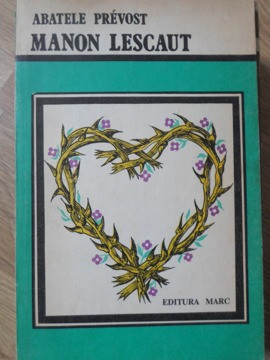 ABATELE PRÉVOST
MANON LESCAUT
EDITURA MARC